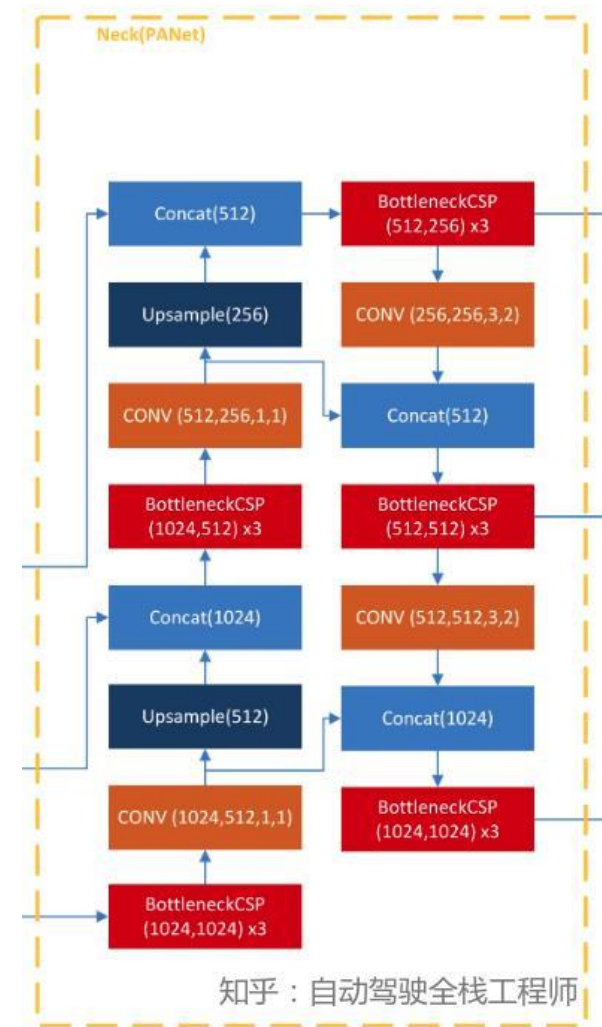 Neck(PANet)
Concat(512)
Upsample(256)
CONV (512,256,1,1)
BottleneckCSP
(1024,512) x3
Concat(1024)
Upsample(512)
CONV (1024,512,1,1)
BottleneckCSP
(1024,1024) x3
BottleneckCSP
(512,256) x3
CONV (256,256,3,2)
Concat(512)
BottleneckCSP
(512,512) x3
CONV (512,512,3,2)
Concat(1024)
BottleneckCSP
(1024,1024) x3
知乎：自动驾驶全栈工程师